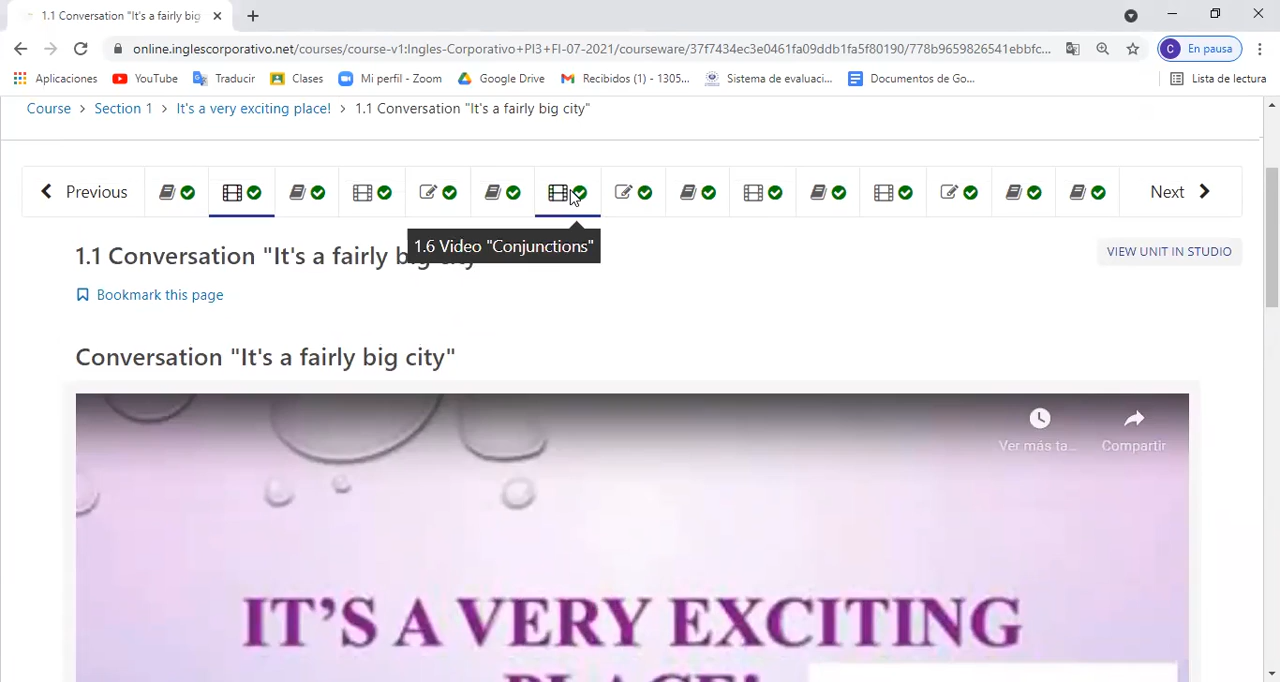 1.1 Conversation "It's a fairly big
online.inglescorporativo.net/courses/course-v1:Ingles-Corporativo+PI3+FI-07-2021/courseware/37f7434ec3e0461fa09ddb1fa5f80190/778b9659826541ebbfc...
C En pausa
Aplicaciones YouTube Traducir Clases Mi perfil - Zoom Google Drive Recibidos (1) - 1305... Sistema de evaluaci... Documentos de Go... Lista de lectura
Course > Section 1 > It's a very exciting place! > 1.1 Conversation "It's a fairly big city"
Previous Next
1.6 Video "Conjunctions"
1.1 Conversation "It's a fairly big city"
VIEW UNIT IN STUDIO
Bookmark this page
Conversation "It's a fairly big city"
Ver más ta... Compartir
IT'S A VERY EXCITING
PLACE!